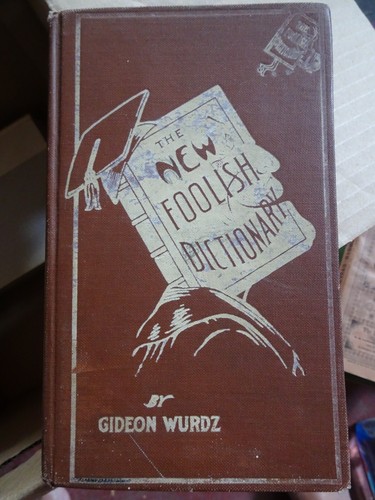 THE
NEW
FOOLISH
DICTIONARY
BY
GIDEON WURDZ